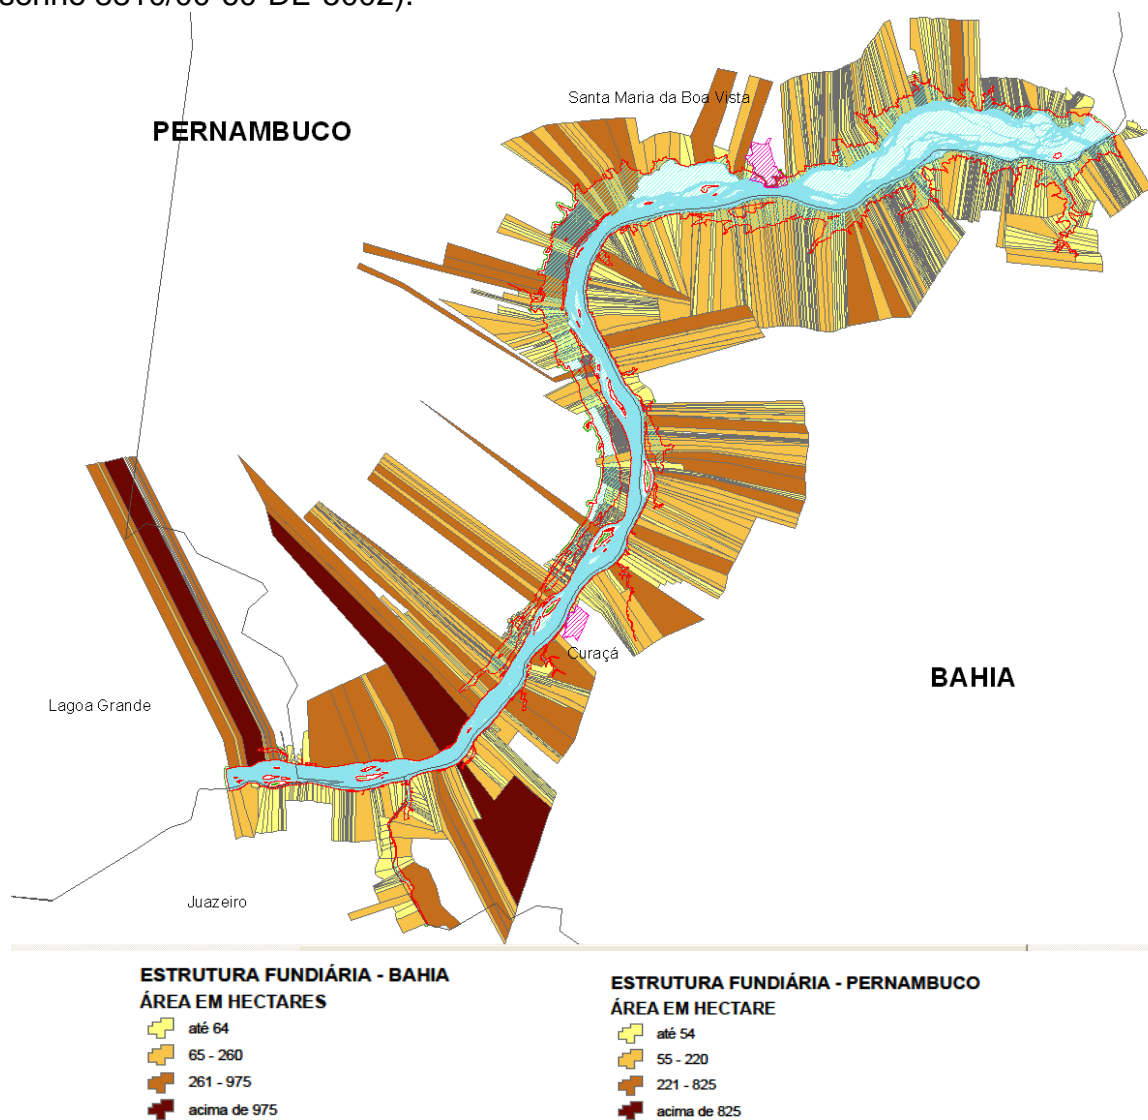 Santa Maria da Boa Vista
PERNAMBUCO
Curaçá
BAHIA
Lagoa Grande
Juazeiro
ESTRUTURA FUNDIÁRIA - BAHIA
ÁREA EM HECTARES
até 64
65 - 260
261 - 975
acima de 975
ESTRUTURA FUNDIÁRIA - PERNAMBUCO
ÁREA EM HECTARE
até 54
55 - 220
221 - 825
acima de 825